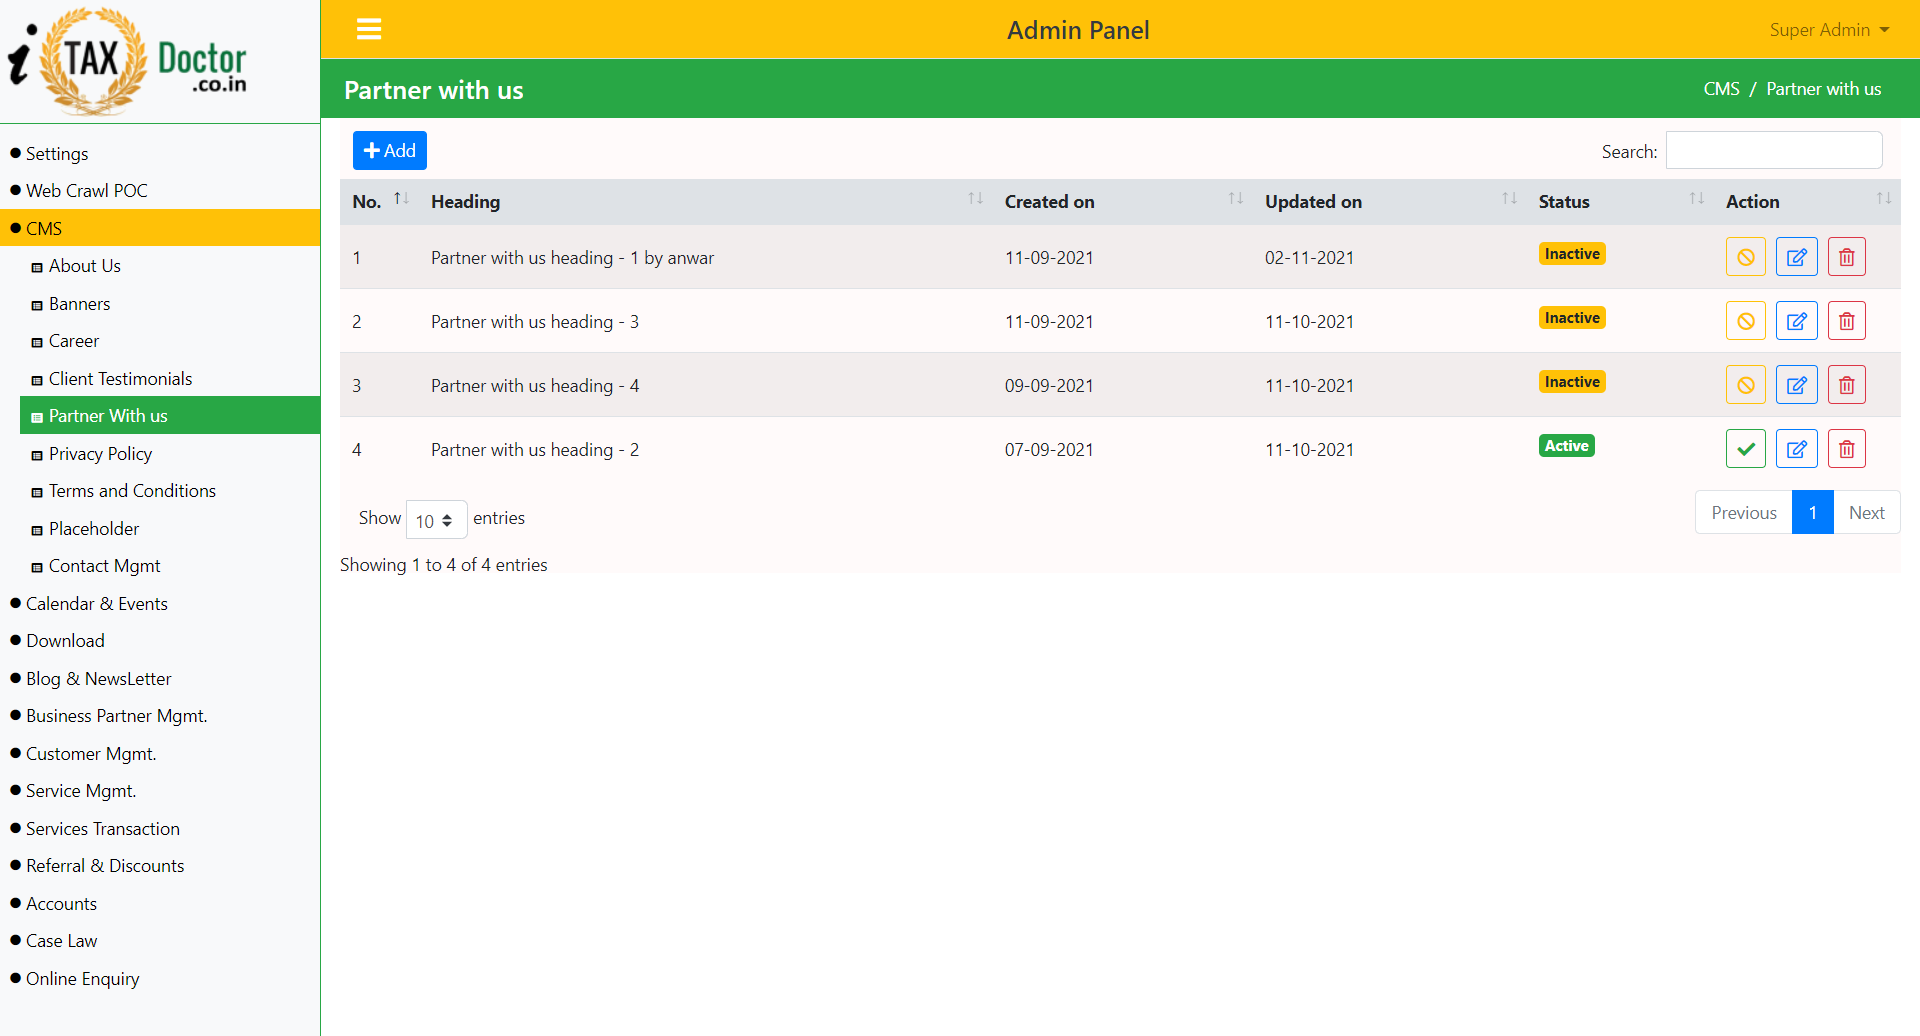 i TAX Doctor
.co.in
Admin Panel
Super Admin
Partner with us
CMS / Partner with us
Settings
Web Crawl POC
CMS
About Us
Banners
Career
Client Testimonials
Partner With us
Privacy Policy
Terms and Conditions
Placeholder
Contact Mgmt
Calendar & Events
Download
Blog & NewsLetter
Business Partner Mgmt.
Customer Mgmt.
Service Mgmt.
Services Transaction
Referral & Discounts
Accounts
Case Law
Online Enquiry
Add
Search:
No. Heading Created on Updated on Status Action
1 Partner with us heading - 1 by anwar 11-09-2021 02-11-2021 Inactive
2 Partner with us heading - 3 11-09-2021 11-10-2021 Inactive
3 Partner with us heading - 4 09-09-2021 11-10-2021 Inactive
4 Partner with us heading - 2 07-09-2021 11-10-2021 Active
Show 10 entries
Previous 1 Next
Showing 1 to 4 of 4 entries